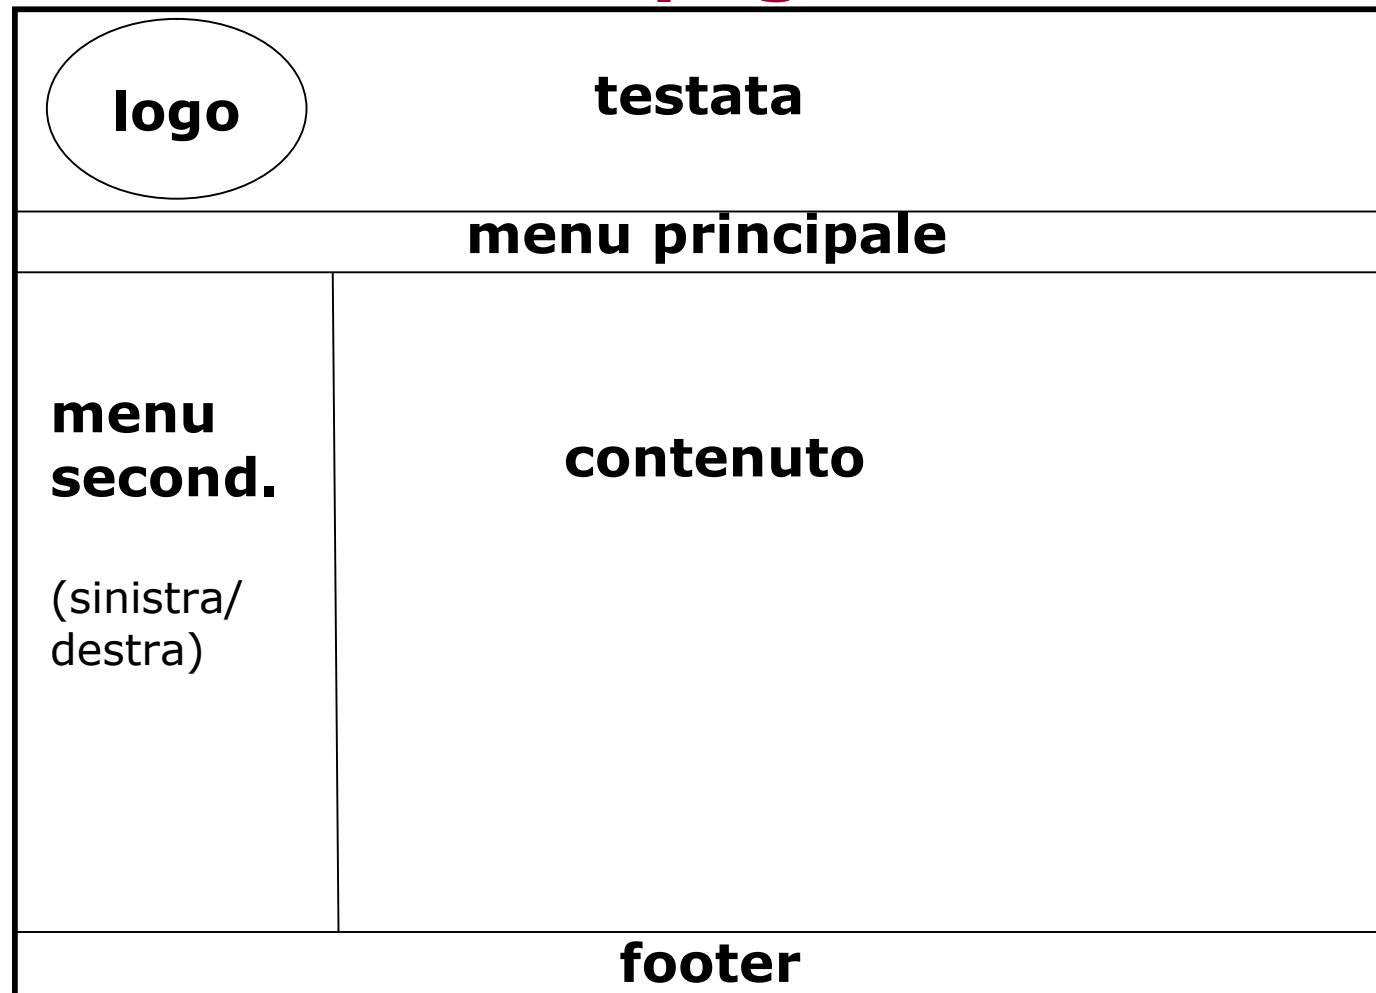 logo
testata
menu principale
menu
second.
(sinistra/
destra)
contenuto
footer